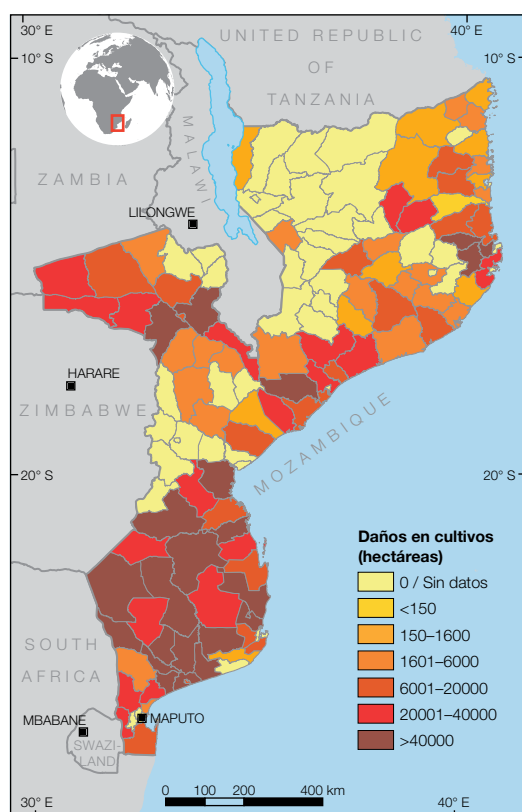 30° E
40° E
10° S
10° S
UNITED REPUBLIC
OF
TANZANIA
ZAMBIA
MALAWI
LILONGWE
HARARE
ZIMBABWE
MOZAMBIQUE
20° S
20° S
Daños en cultivos
(hectáreas)
0 / Sin datos
<150
150–1600
1601–6000
6001–20000
20001–40000
>40000
SOUTH
AFRICA
MBABANE
MAPUTO
SWAZI-
LAND
0 100 200 400 km
30° E
40° E